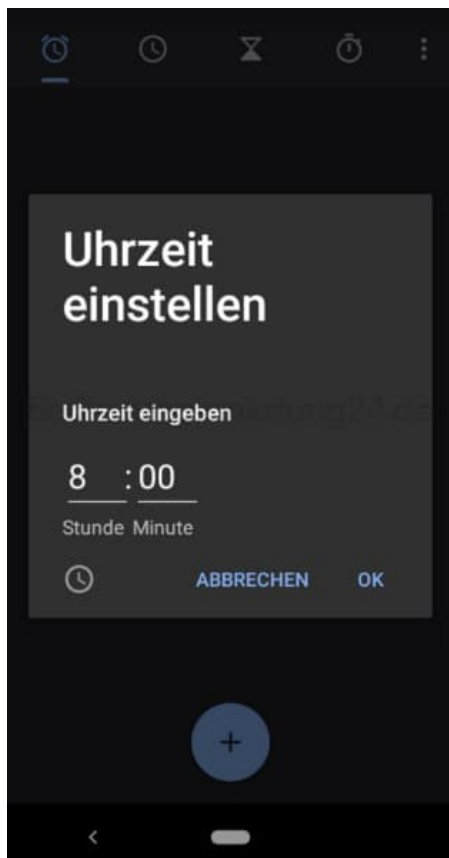 Uhrzeit
einstellen
Uhrzeit eingeben
8 : 00
Stunde Minute
ABBRECHEN OK